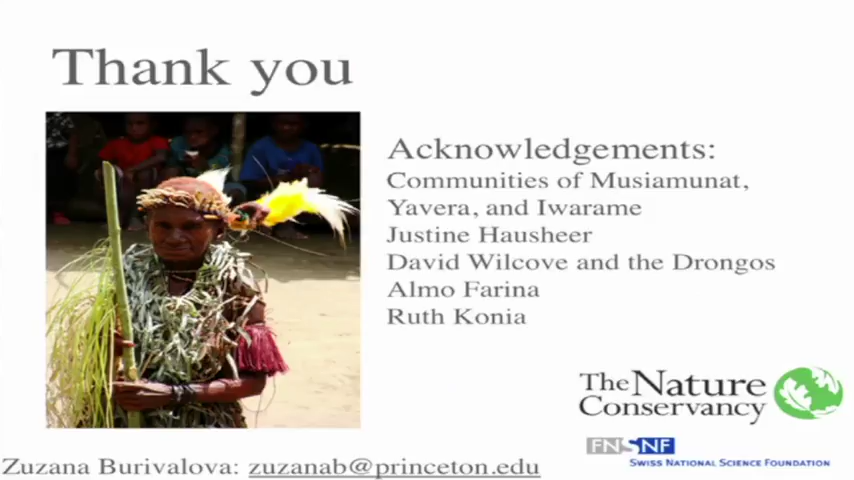 Thank you
Acknowledgements:
Communities of Musiamunat,
Yavera, and Iwarame
Justine Hausheer
David Wilcove and the Drongos
Almo Farina
Ruth Konia
The Nature
Conservancy
FNSNF
SWISS NATIONAL SCIENCE FOUNDATION
Zuzana Burivalova: zuzanab@princeton.edu